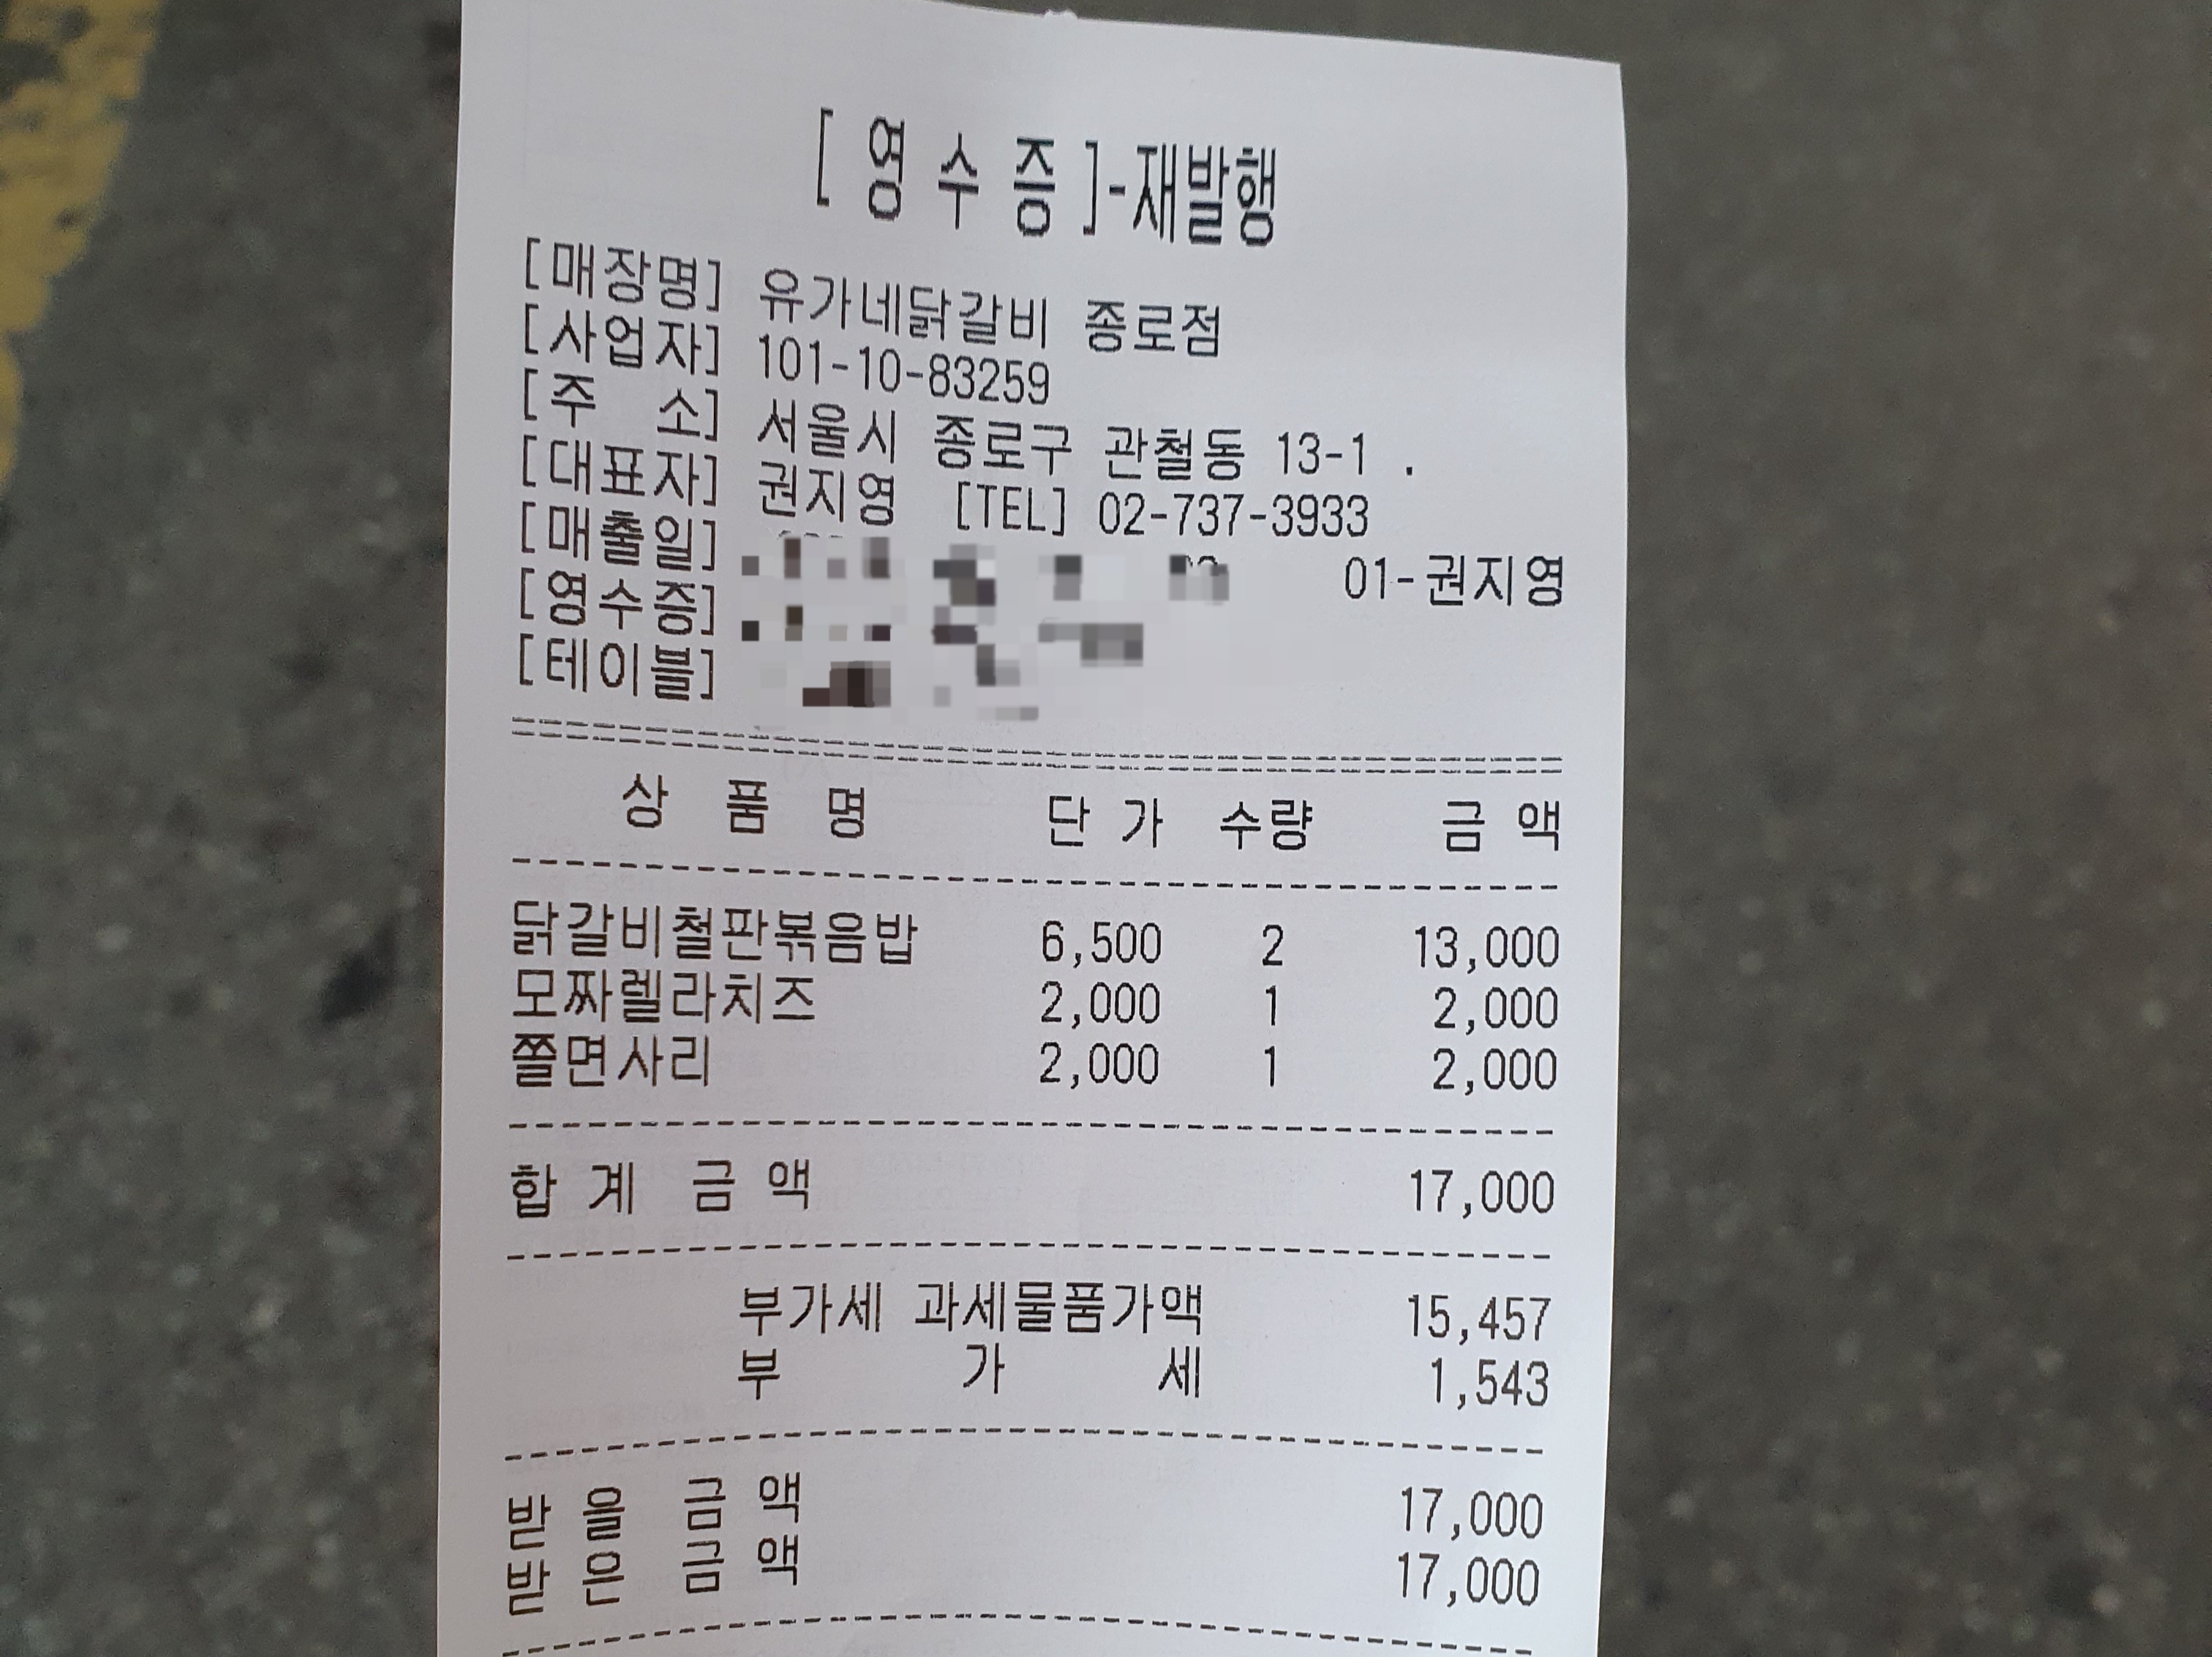 [ 영 수 증 ]-재발행
[매장명] 유가네닭갈비 종로점
[사업자] 101-10-83259
[주 소] 서울시 종로구 관철동 13-1 .
[대표자] 권지영 [TEL] 02-737-3933
[매출일] 01-권지영
[영수증]
[테이블]
상 품 명 단 가 수량 금 액
닭갈비철판볶음밥 6,500 2 13,000
모짜렐라치즈 2,000 1 2,000
쫄면사리 2,000 1 2,000
합 계 금 액 17,000
부가세 과세물품가액 15,457
부 가 세 1,543
받 을 금 액 17,000
받 은 금 액 17,000